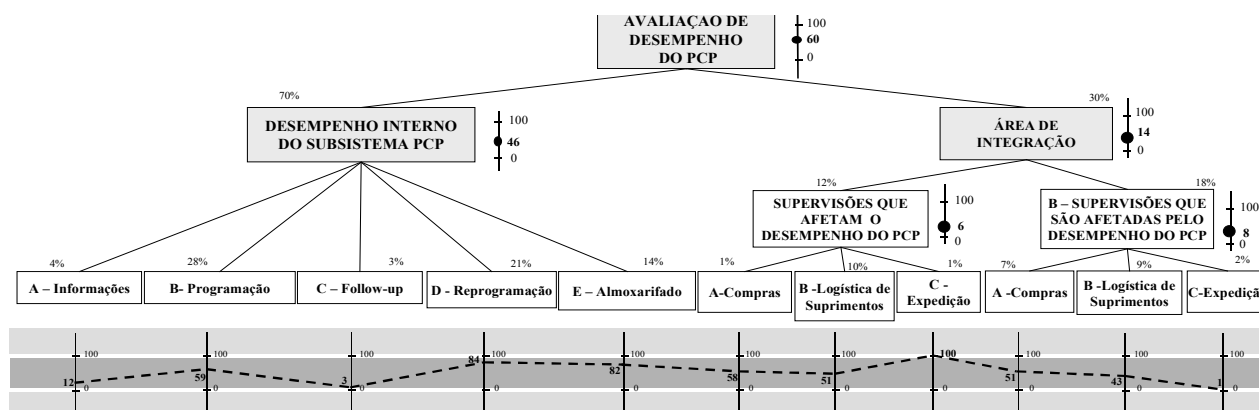 AVALIAÇAO DE
DESEMPENHO
DO PCP
100
60
0
70%
30%
DESEMPENHO INTERNO
DO SUBSISTEMA PCP
100
46
0
ÁREA DE
INTEGRAÇÃO
100
14
0
12%
18%
SUPERVISÕES QUE
AFETAM O
DESEMPENHO DO PCP
100
6
0
B – SUPERVISÕES QUE
SÃO AFETADAS PELO
DESEMPENHO DO PCP
100
8
0
4%
28%
3%
21%
14%
1%
10%
1%
7%
9%
2%
A – Informações
B- Programação
C – Follow-up
D - Reprogramação
E – Almoxarifado
A-Compras
B -Logística de
Suprimentos
C -
Expedição
A -Compras
B -Logística de
Suprimentos
C-Expediçã
100
12
0
100
59
0
100
3
0
100
84
0
100
82
0
100
58
0
100
51
0
100
0
100
51
0
100
43
0
100
1
0